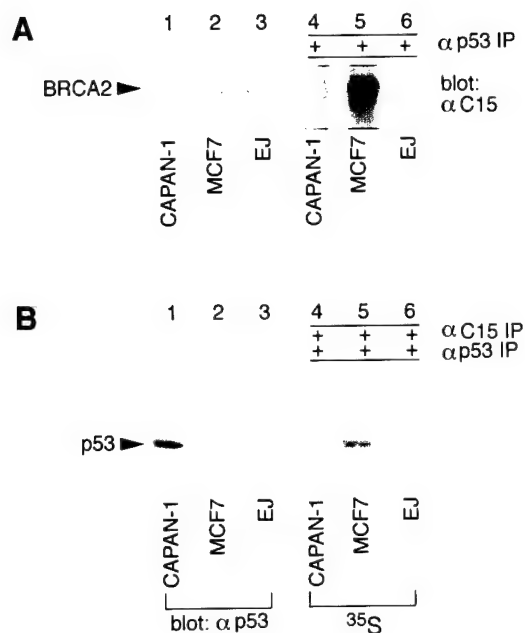 A
1 2 3 4 5 6
+ + + α p53 IP
BRCA2
blot:
α C15
CAPAN-1 MCF7 EJ CAPAN-1 MCF7 EJ
B
1 2 3 4 5 6
+ + + α C15 IP
+ + + α p53 IP
p53
CAPAN-1 MCF7 EJ CAPAN-1 MCF7 EJ
blot: α p53 35S